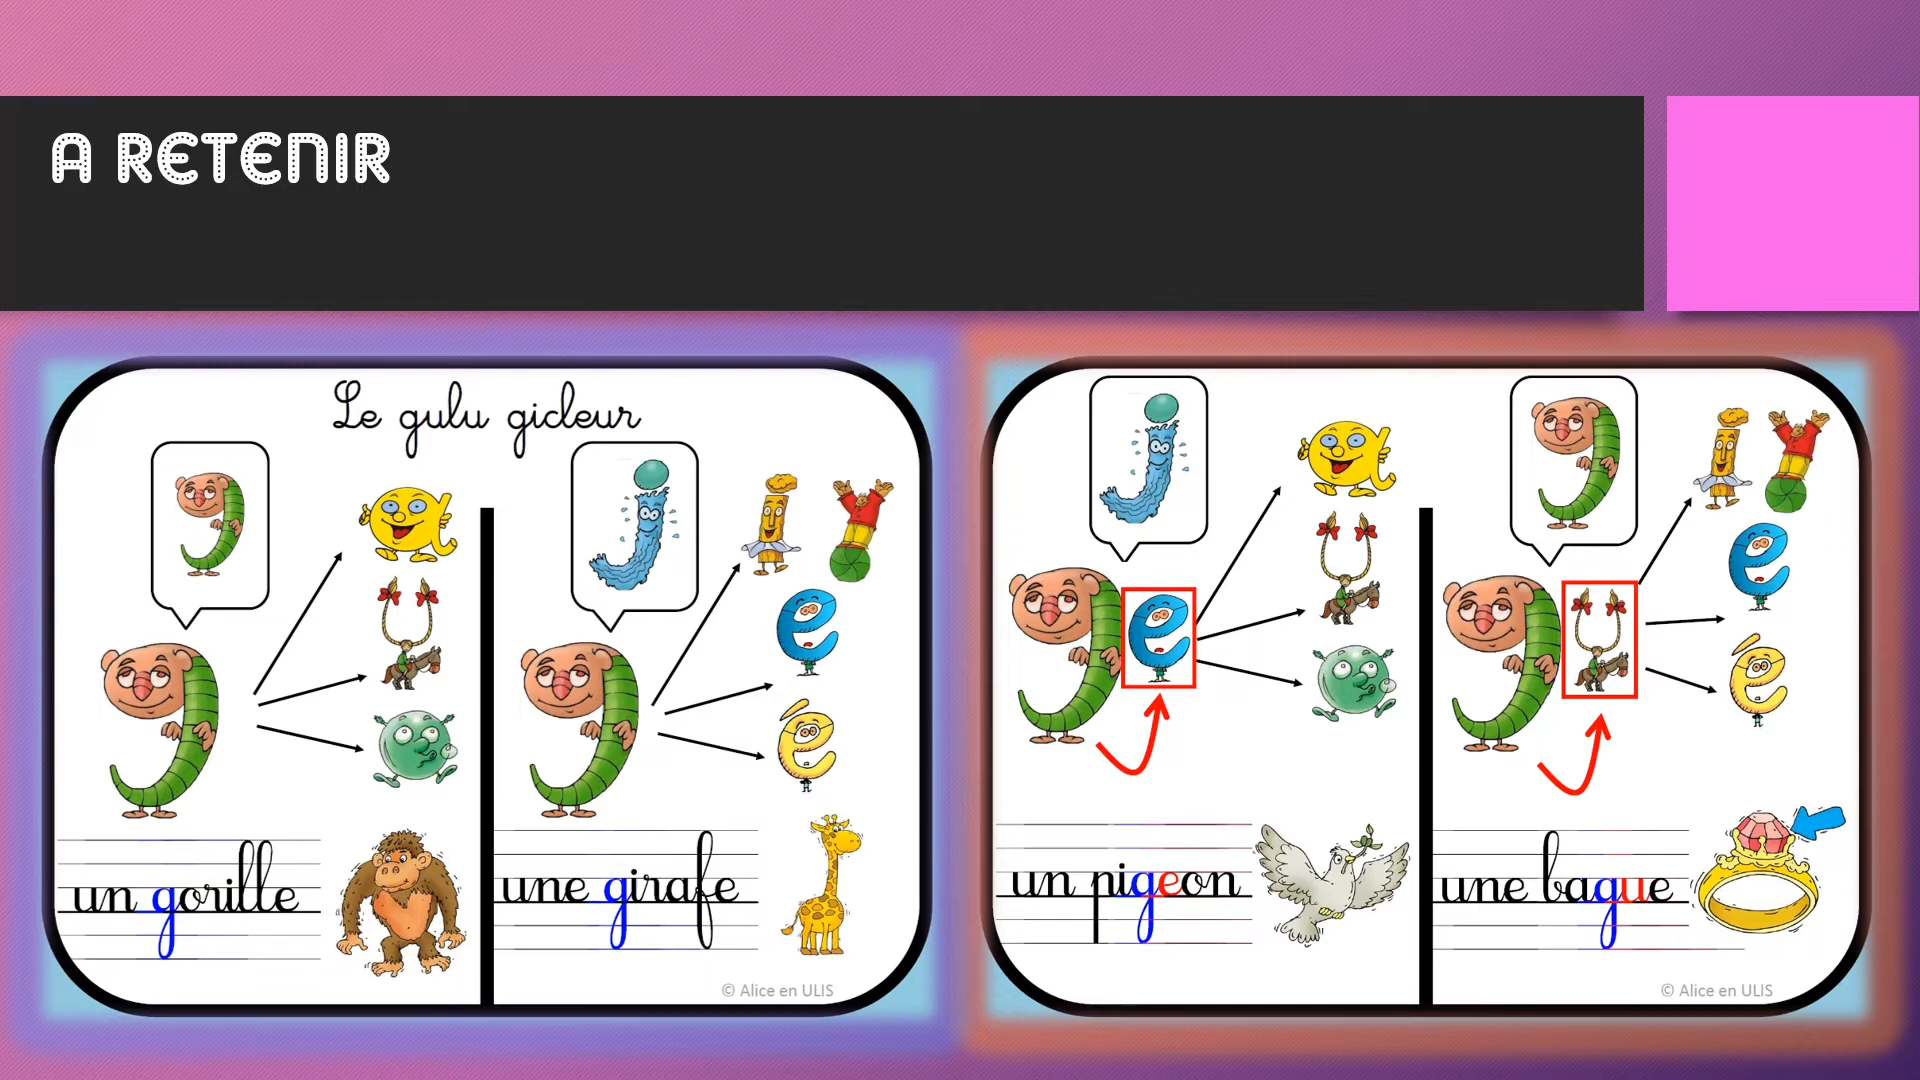 A RETENIR
Le gulu gicleur
un gorille
une girafe
© Alice en ULIS
un pigeon
une bague
© Alice en ULIS